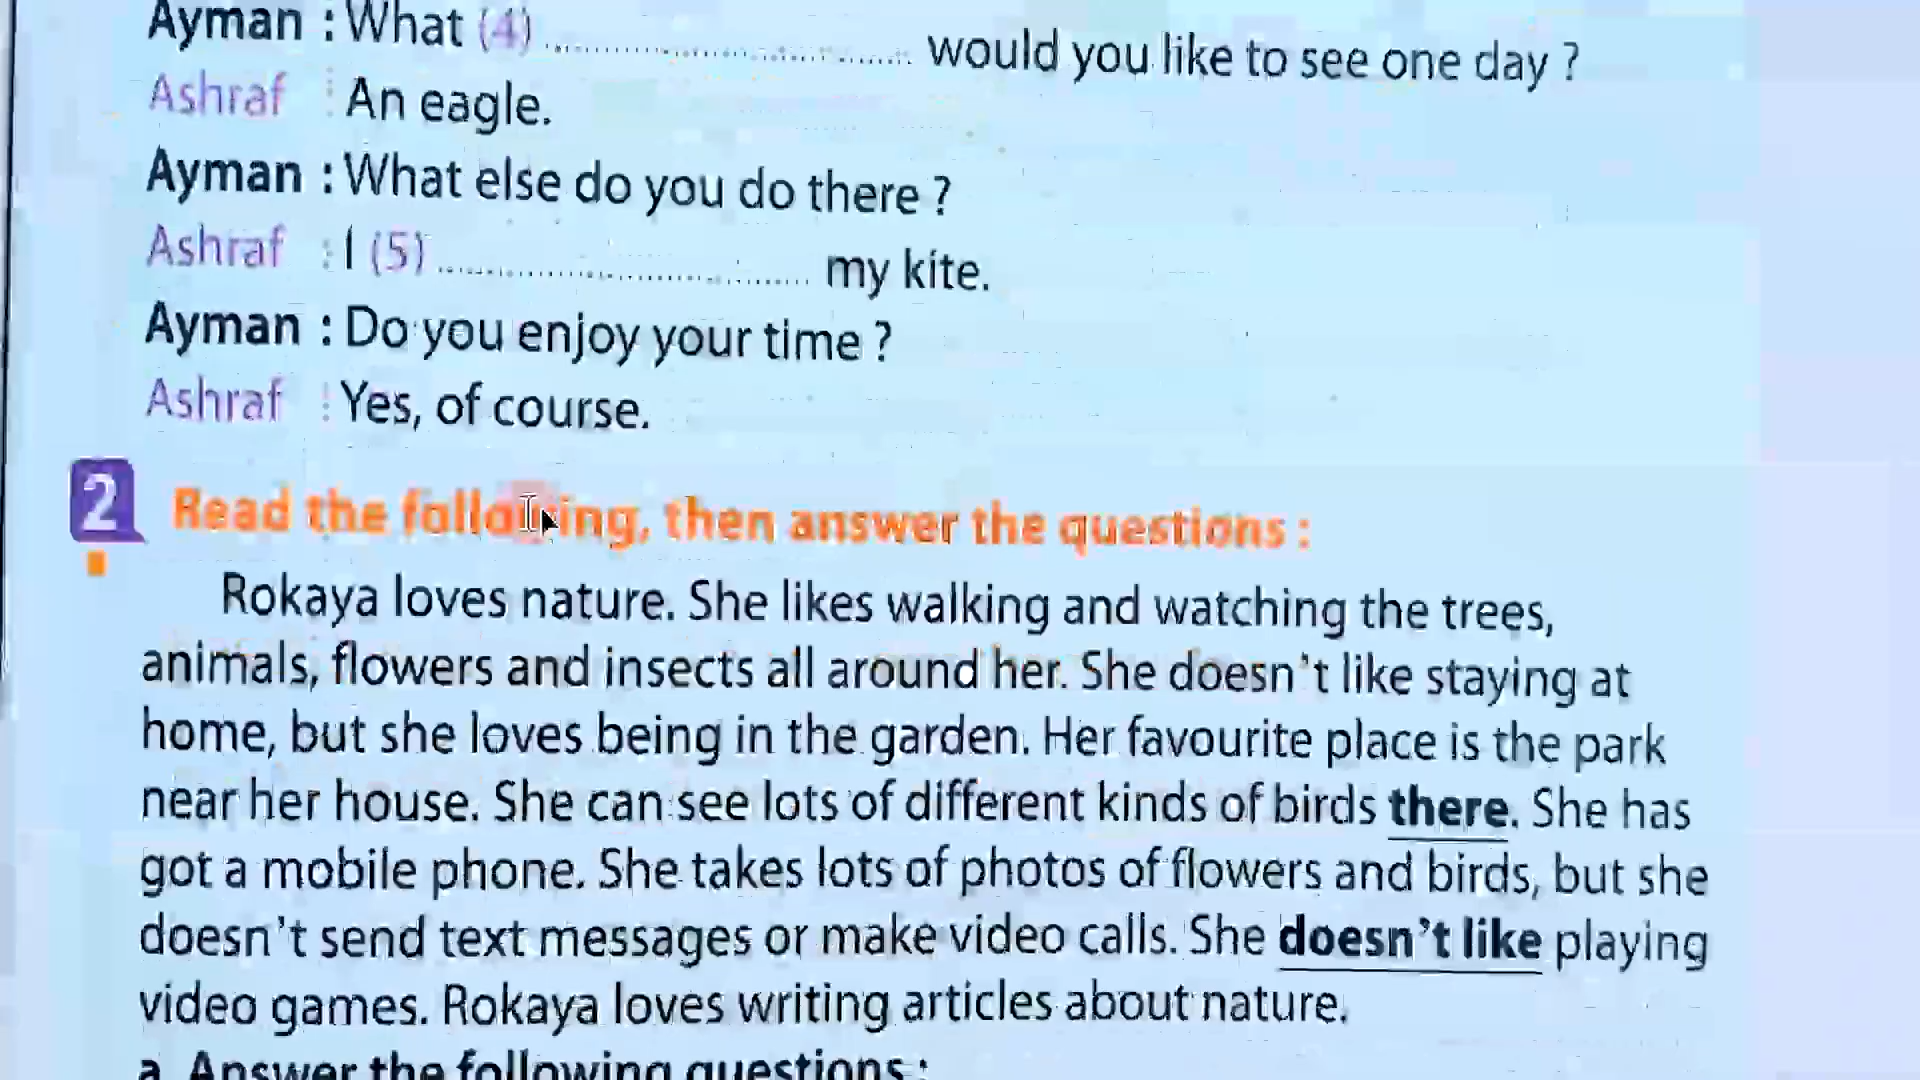 Ayman : What (4) .............................. would you like to see one day ?
Ashraf : An eagle.
Ayman : What else do you do there ?
Ashraf : I (5) .............................. my kite.
Ayman : Do you enjoy your time ?
Ashraf : Yes, of course.
2 Read the following, then answer the questions :
Rokaya loves nature. She likes walking and watching the trees,
animals, flowers and insects all around her. She doesn't like staying at
home, but she loves being in the garden. Her favourite place is the park
near her house. She can see lots of different kinds of birds there. She has
got a mobile phone. She takes lots of photos of flowers and birds, but she
doesn't send text messages or make video calls. She doesn't like playing
video games. Rokaya loves writing articles about nature.
a. Answer the following questions :